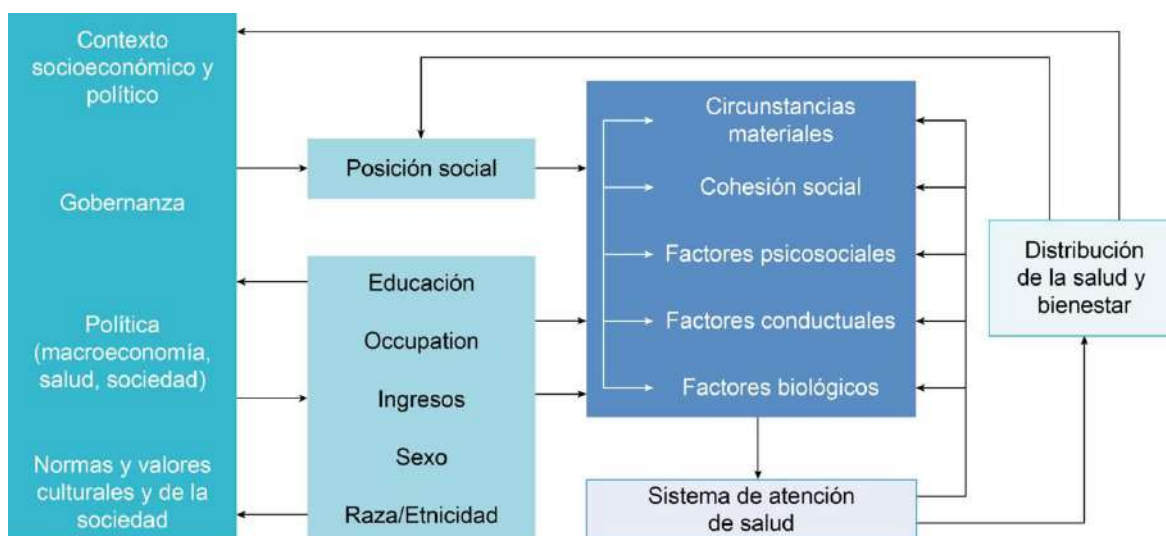 Contexto
socioeconómico y
político
Gobernanza
Política
(macroeconomía,
salud, sociedad)
Normas y valores
culturales y de la
sociedad
Posición social
Educación
Occupation
Ingresos
Sexo
Raza/Etnicidad
Circunstancias
materiales
Cohesión social
Factores psicosociales
Factores conductuales
Factores biológicos
Sistema de atención
de salud
Distribución
de la salud y
bienestar